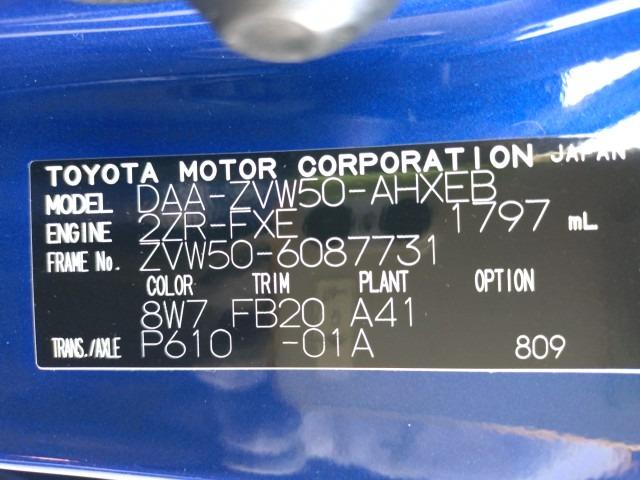 TOYOTA MOTOR CORPORATION JAPAN
MODEL DAA-ZVW50-AHXEB
ENGINE 2ZR-FXE 1797 mL
FRAME No. ZVW50-6087731
COLOR TRIM PLANT OPTION
8W7 FB20 A41
TRANS./AXLE P610 -01A 809